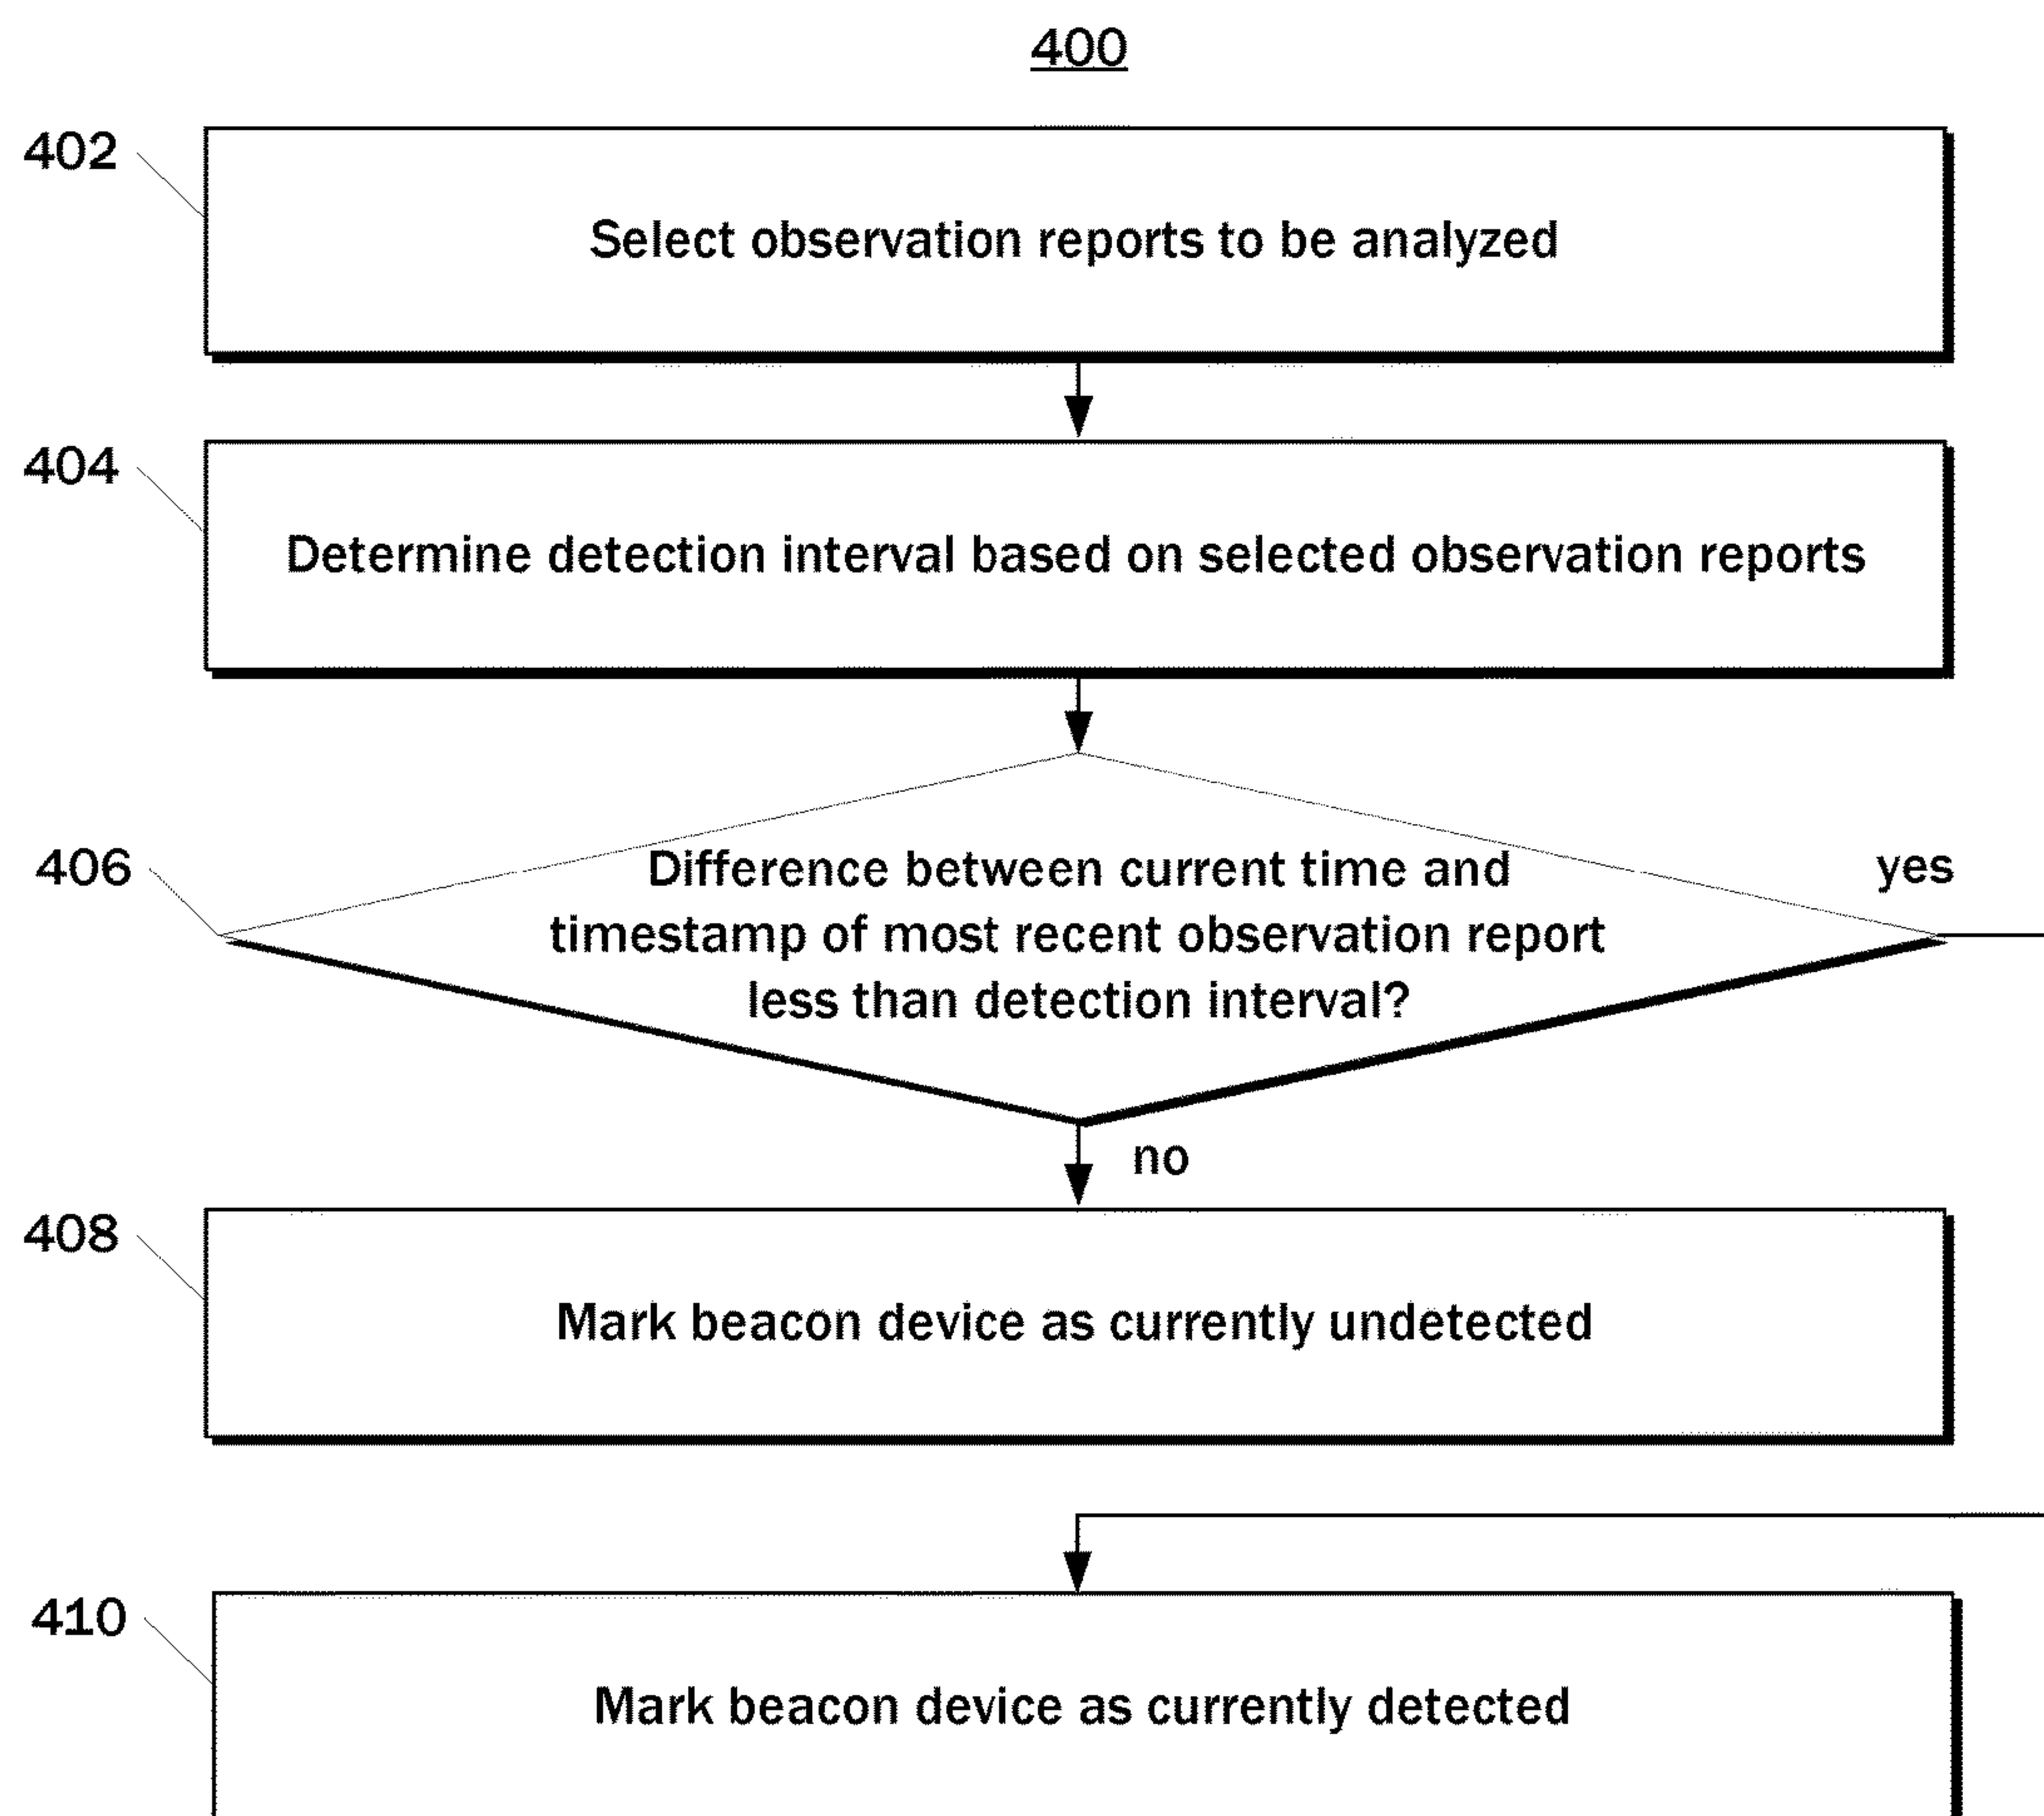 400
402
Select observation reports to be analyzed
404
Determine detection interval based on selected observation reports
406
Difference between current time and
timestamp of most recent observation report
less than detection interval?
yes
no
408
Mark beacon device as currently undetected
410
Mark beacon device as currently detected